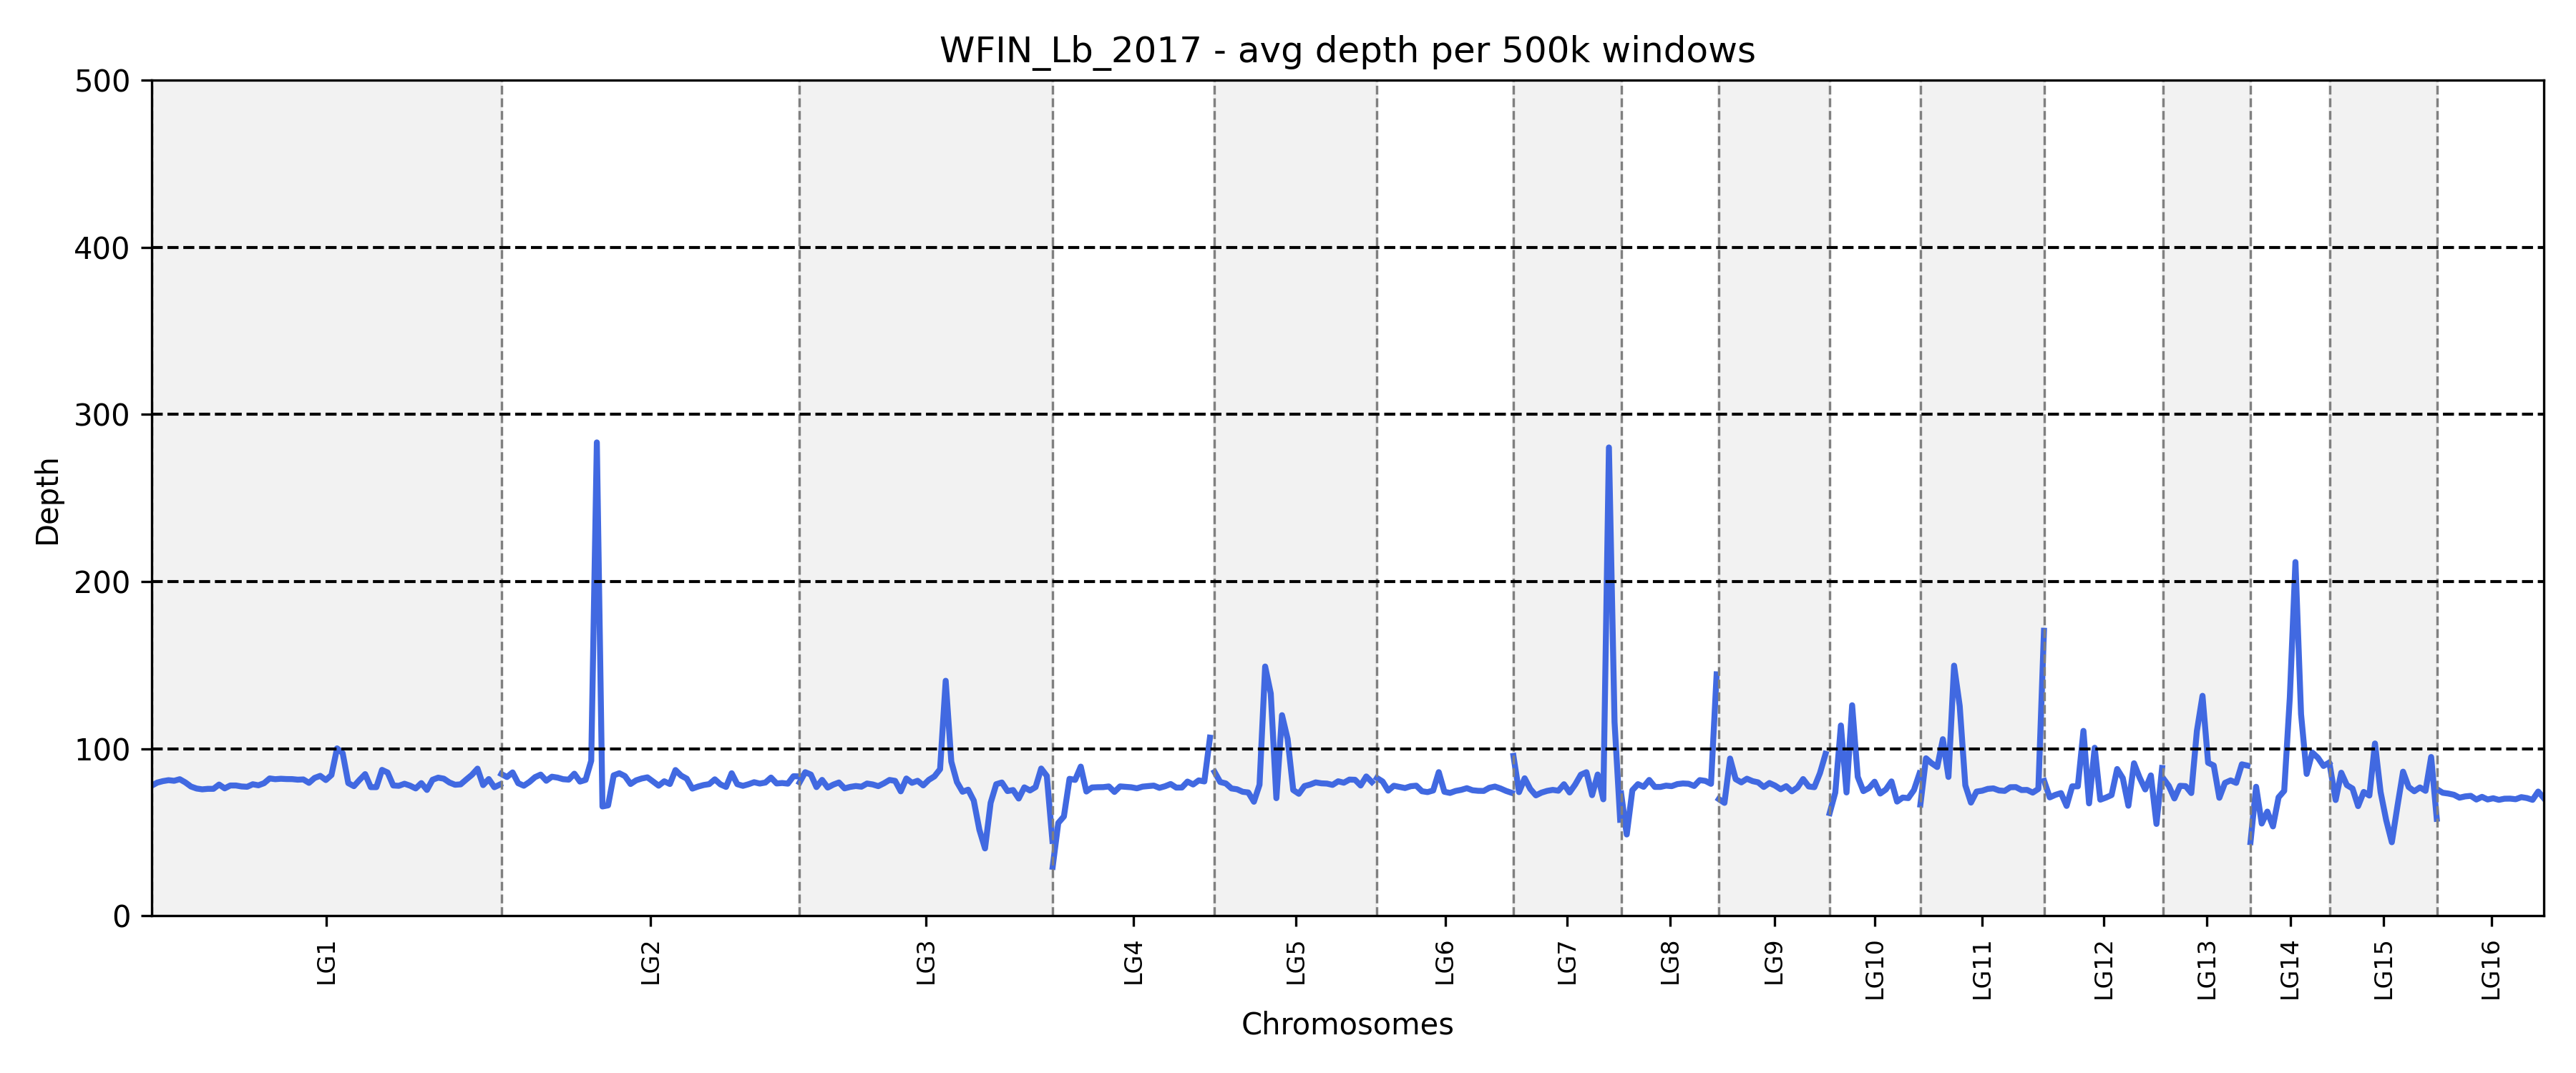 WFIN_Lb_2017 - avg depth per 500k windows
500
400
300
200
100
0
Depth
LG1
LG2
LG3
LG4
LG5
LG6
LG7
LG8
LG9
LG10
LG11
LG12
LG13
LG14
LG15
LG16
Chromosomes